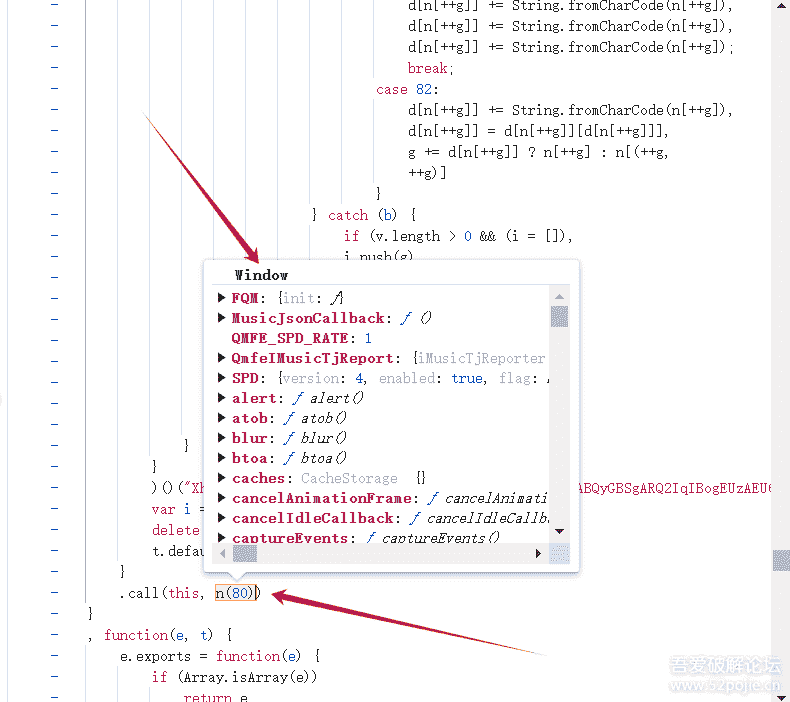 d[n[++g]] += String.fromCharCode(n[++g]),
d[n[++g]] += String.fromCharCode(n[++g]),
d[n[++g]] += String.fromCharCode(n[++g]);
break;
case 82:
d[n[++g]] += String.fromCharCode(n[++g]),
d[n[++g]] = d[n[++g]][d[n[++g]]],
g += d[n[++g]] ? n[++g] : n[(++g,
++g)]
}
} catch (b) {
if (v.length > 0 && (i = []),
i.push(g)
Window
FQM: {init: ƒ}
MusicJsonCallback: ƒ ()
QMFE_SPD_RATE: 1
QmfeIMusicTjReport: {iMusicTjReporter
SPD: {version: 4, enabled: true, flag:
alert: ƒ alert()
atob: ƒ atob()
blur: ƒ blur()
}
btoa: ƒ btoa()
}
caches: CacheStorage {}
)()("Xh ABQyGBSgARQ2IqIBogEUzAEU6
cancelAnimationFrame: ƒ cancelAnimati
var i =
cancelIdleCallback: ƒ cancelIdleCallb
delete
captureEvents: ƒ captureEvents()
t.defau
}
.call(this, n(80))
}
, function(e, t) {
e.exports = function(e) {
if (Array.isArray(e))
return e
吾爱破解论坛
www.52pojie.cn